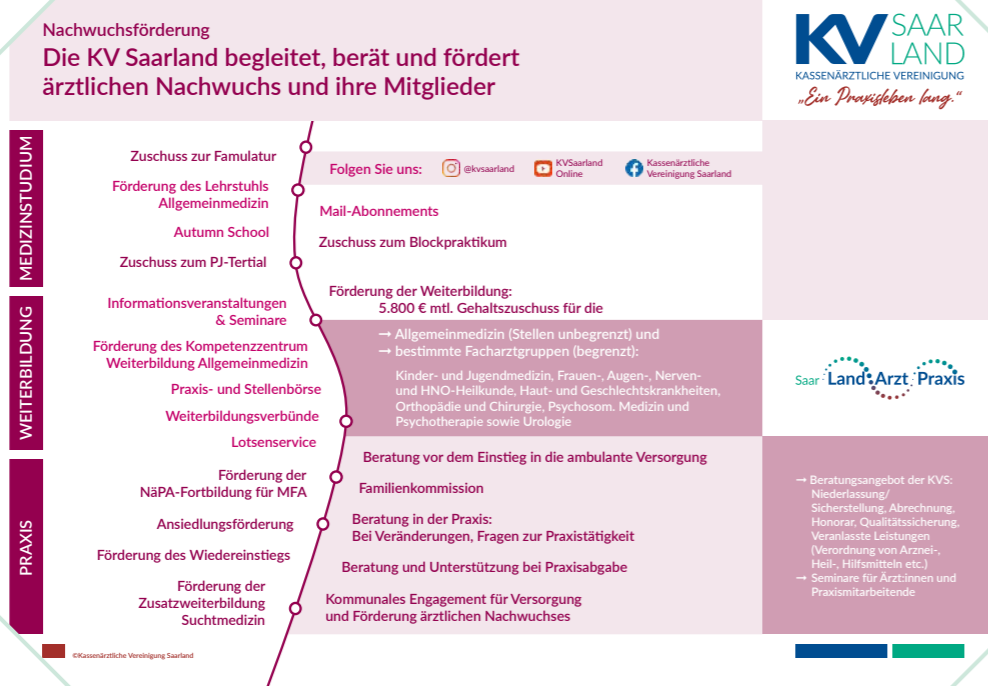 Nachwuchsförderung
Die KV Saarland begleitet, berät und fördert
ärztlichen Nachwuchs und ihre Mitglieder
KV SAAR
LAND
KASSENÄRZTLICHE VEREINIGUNG
„Ein Praxisleben lang.“
MEDIZINSTUDIUM
Zuschuss zur Famulatur
Förderung des Lehrstuhls
Allgemeinmedizin
Autumn School
Zuschuss zum PJ-Tertial
Folgen Sie uns:
@kvsaarland
KVSaarland
Online
Kassenärztliche
Vereinigung Saarland
Mail-Abonnements
Zuschuss zum Blockpraktikum
WEITERBILDUNG
Informationsveranstaltungen
& Seminare
Förderung des Kompetenzzentrum
Weiterbildung Allgemeinmedizin
Praxis- und Stellenbörse
Weiterbildungsverbünde
Lotsenservice
Förderung der Weiterbildung:
5.800 € mtl. Gehaltszuschuss für die
→ Allgemeinmedizin (Stellen unbegrenzt) und
→ bestimmte Facharztgruppen (begrenzt):
Kinder- und Jugendmedizin, Frauen-, Augen-, Nerven-
und HNO-Heilkunde, Haut- und Geschlechtskrankheiten,
Orthopädie und Chirurgie, Psychosom. Medizin und
Psychotherapie sowie Urologie
Saar Land Arzt Praxis
PRAXIS
Förderung der
NäPA-Fortbildung für MFA
Ansiedlungsförderung
Förderung des Wiedereinstiegs
Förderung der
Zusatzweiterbildung
Suchtmedizin
Beratung vor dem Einstieg in die ambulante Versorgung
Familienkommission
Beratung in der Praxis:
Bei Veränderungen, Fragen zur Praxistätigkeit
Beratung und Unterstützung bei Praxisabgabe
Kommunales Engagement für Versorgung
und Förderung ärztlichen Nachwuchses
→ Beratungsangebot der KVS:
Niederlassung/
Sicherstellung, Abrechnung,
Honorar, Qualitätssicherung,
Veranlasste Leistungen
(Verordnung von Arznei-,
Heil-, Hilfsmitteln etc.)
→ Seminare für Ärzt:innen und
Praxismitarbeitende
©Kassenärztliche Vereinigung Saarland